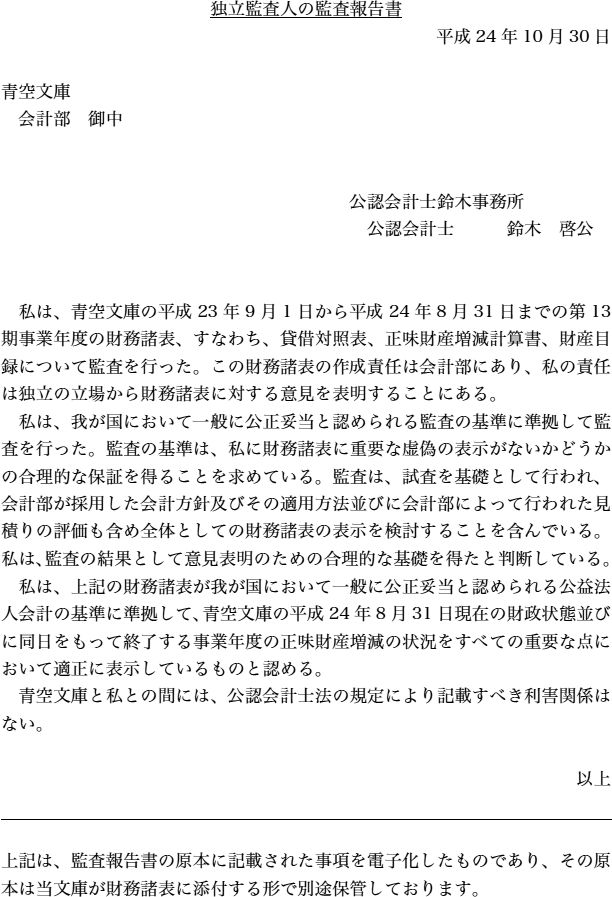 独立監査人の監査報告書
平成 24 年 10 月 30 日
青空文庫
会計部　御中
公認会計士鈴木事務所
公認会計士　　　鈴木　啓公
私は、青空文庫の平成 23 年 9 月 1 日から平成 24 年 8 月 31 日までの第 13
期事業年度の財務諸表、すなわち、貸借対照表、正味財産増減計算書、財産目
録について監査を行った。この財務諸表の作成責任は会計部にあり、私の責任
は独立の立場から財務諸表に対する意見を表明することにある。
私は、我が国において一般に公正妥当と認められる監査の基準に準拠して監
査を行った。監査の基準は、私に財務諸表に重要な虚偽の表示がないかどうか
の合理的な保証を得ることを求めている。監査は、試査を基礎として行われ、
会計部が採用した会計方針及びその適用方法並びに会計部によって行われた見
積りの評価も含め全体としての財務諸表の表示を検討することを含んでいる。
私は、監査の結果として意見表明のための合理的な基礎を得たと判断している。
私は、上記の財務諸表が我が国において一般に公正妥当と認められる公益法
人会計の基準に準拠して、青空文庫の平成 24 年 8 月 31 日現在の財政状態並び
に同日をもって終了する事業年度の正味財産増減の状況をすべての重要な点に
おいて適正に表示しているものと認める。
青空文庫と私との間には、公認会計士法の規定により記載すべき利害関係は
ない。
以上
上記は、監査報告書の原本に記載された事項を電子化したものであり、その原
本は当文庫が財務諸表に添付する形で別途保管しております。